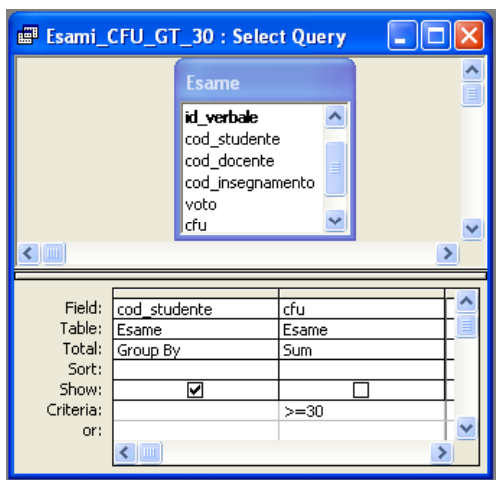 Esami_CFU_GT_30 : Select Query
Esame
id_verbale
cod_studente
cod_docente
cod_insegnamento
voto
cfu
Field: cod_studente cfu
Table: Esame Esame
Total: Group By Sum
Sort:
Show:
Criteria: >=30
or: